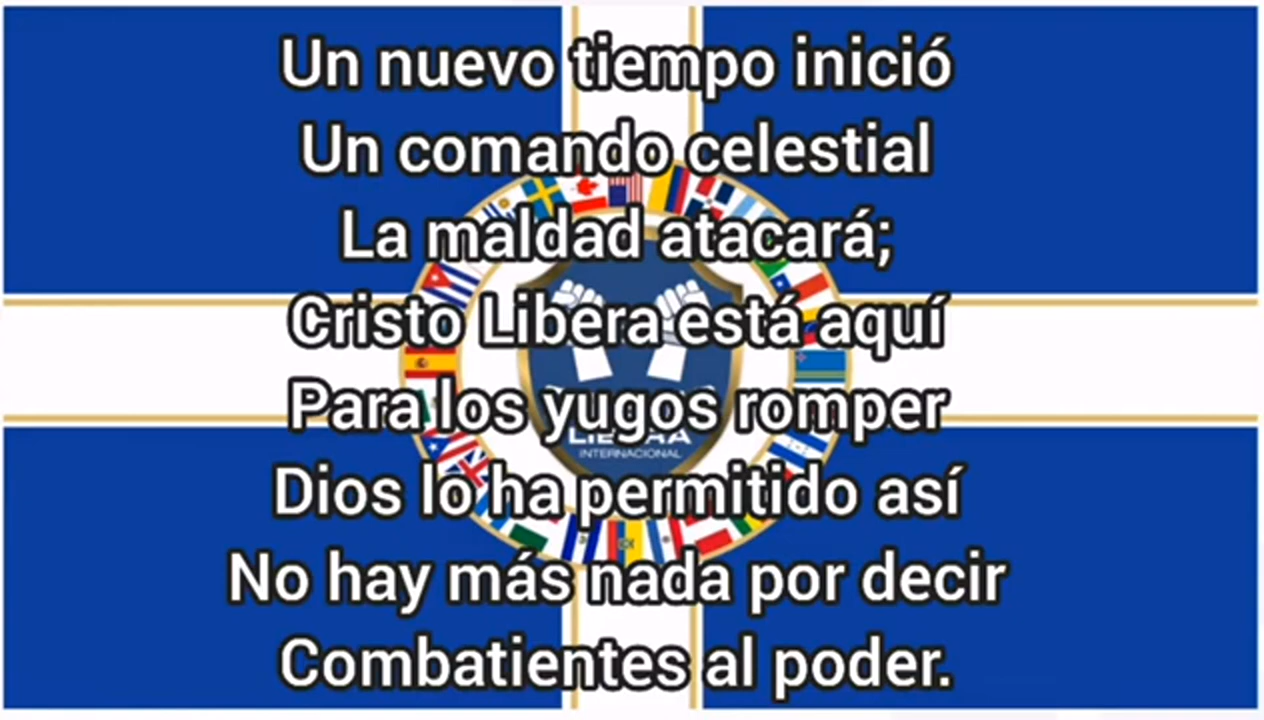 Un nuevo tiempo inició
Un comando celestial
La maldad atacará;
Cristo Libera está aquí
Para los yugos romper
Dios lo ha permitido así
No hay más nada por decir
Combatientes al poder.
INTERNACIONAL